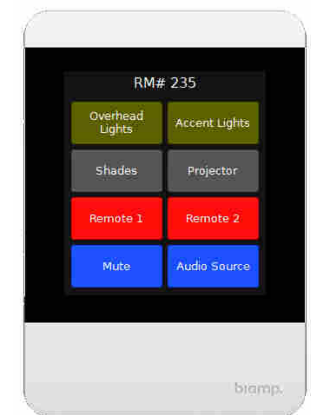 RM# 235
Overhead
Lights
Accent Lights
Shades
Projector
Remote 1
Remote 2
Mute
Audio Source
biamp.